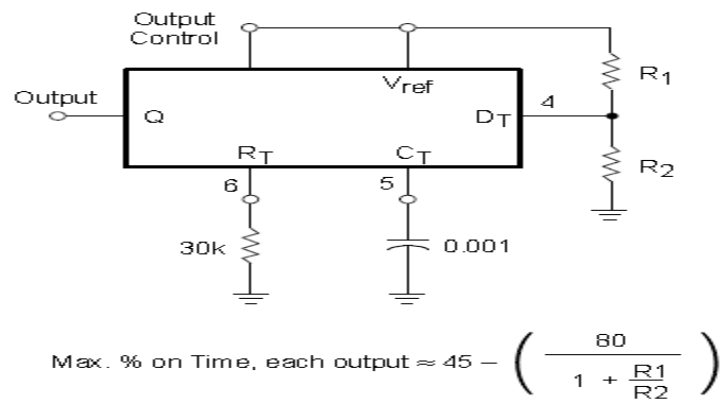 Output
Control
Output
Q
Vref
DT
4
R1
R2
RT
CT
6
5
30k
0.001
Max. % on Time, each output ≈ 45 – ( 80 / 1 + R1/R2 )